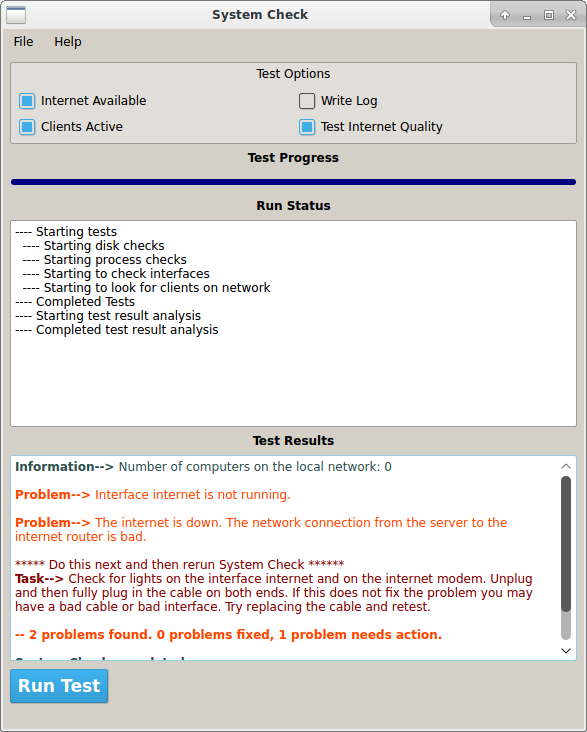 System Check
File Help
Test Options
Internet Available
Write Log
Clients Active
Test Internet Quality
Test Progress
Run Status
---- Starting tests
---- Starting disk checks
---- Starting process checks
---- Starting to check interfaces
---- Starting to look for clients on network
---- Completed Tests
---- Starting test result analysis
---- Completed test result analysis
Test Results
Information--> Number of computers on the local network: 0
Problem--> Interface internet is not running.
Problem--> The internet is down. The network connection from the server to the
internet router is bad.
***** Do this next and then rerun System Check ******
Task--> Check for lights on the interface internet and on the internet modem. Unplug
and then fully plug in the cable on both ends. If this does not fix the problem you may
have a bad cable or bad interface. Try replacing the cable and retest.
-- 2 problems found. 0 problems fixed, 1 problem needs action.
Run Test